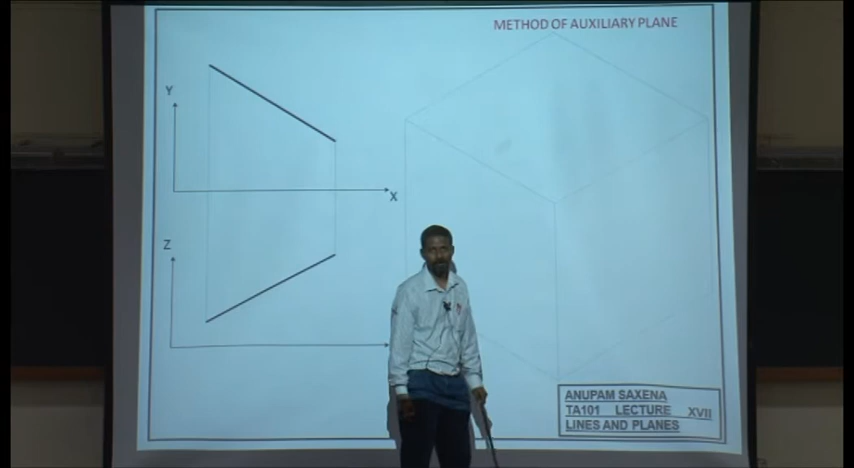 METHOD OF AUXILIARY PLANE
Y
X
Z
ANUPAM SAXENA
TA101 LECTURE XVII
LINES AND PLANES